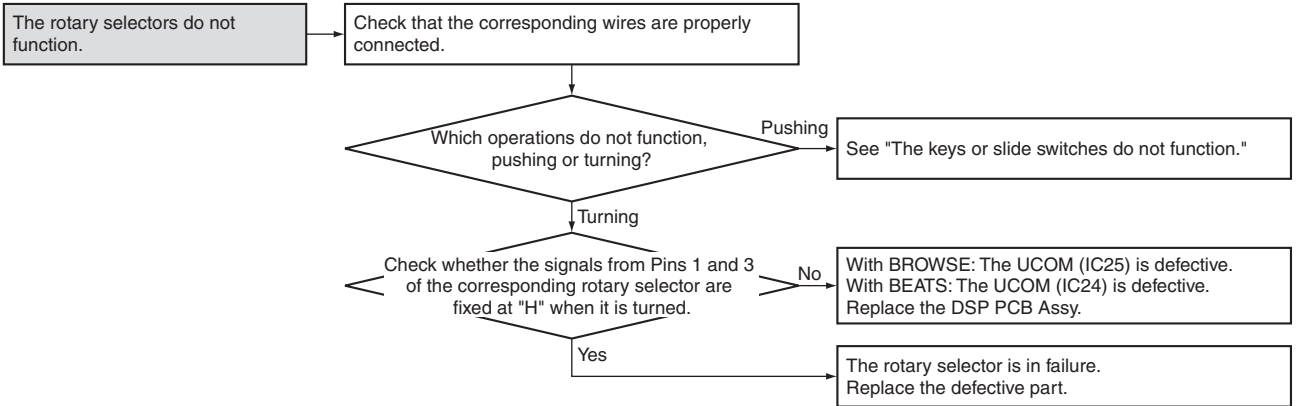 The rotary selectors do not
function.
Check that the corresponding wires are properly
connected.
Which operations do not function,
pushing or turning?
Pushing
See "The keys or slide switches do not function."
Turning
Check whether the signals from Pins 1 and 3
of the corresponding rotary selector are
fixed at "H" when it is turned.
No
With BROWSE: The UCOM (IC25) is defective.
With BEATS: The UCOM (IC24) is defective.
Replace the DSP PCB Assy.
Yes
The rotary selector is in failure.
Replace the defective part.